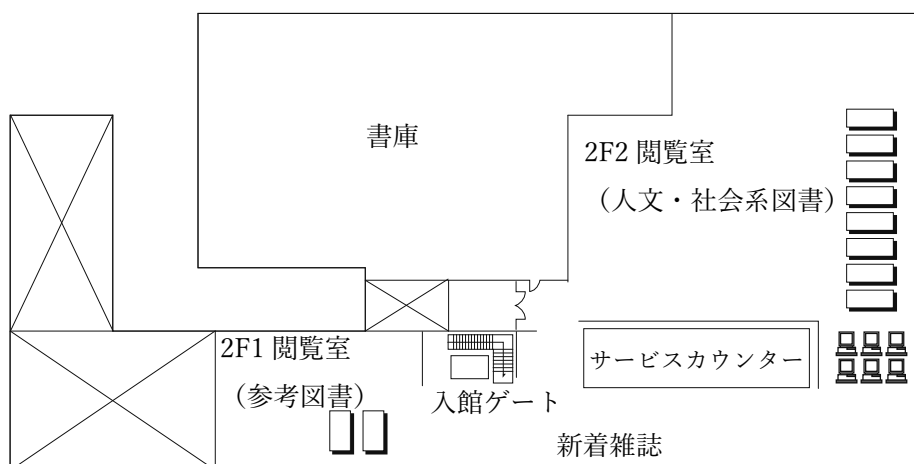 書庫
2F2 閲覧室
（人文・社会系図書）
サービスカウンター
2F1 閲覧室
（参考図書）
入館ゲート
新着雑誌